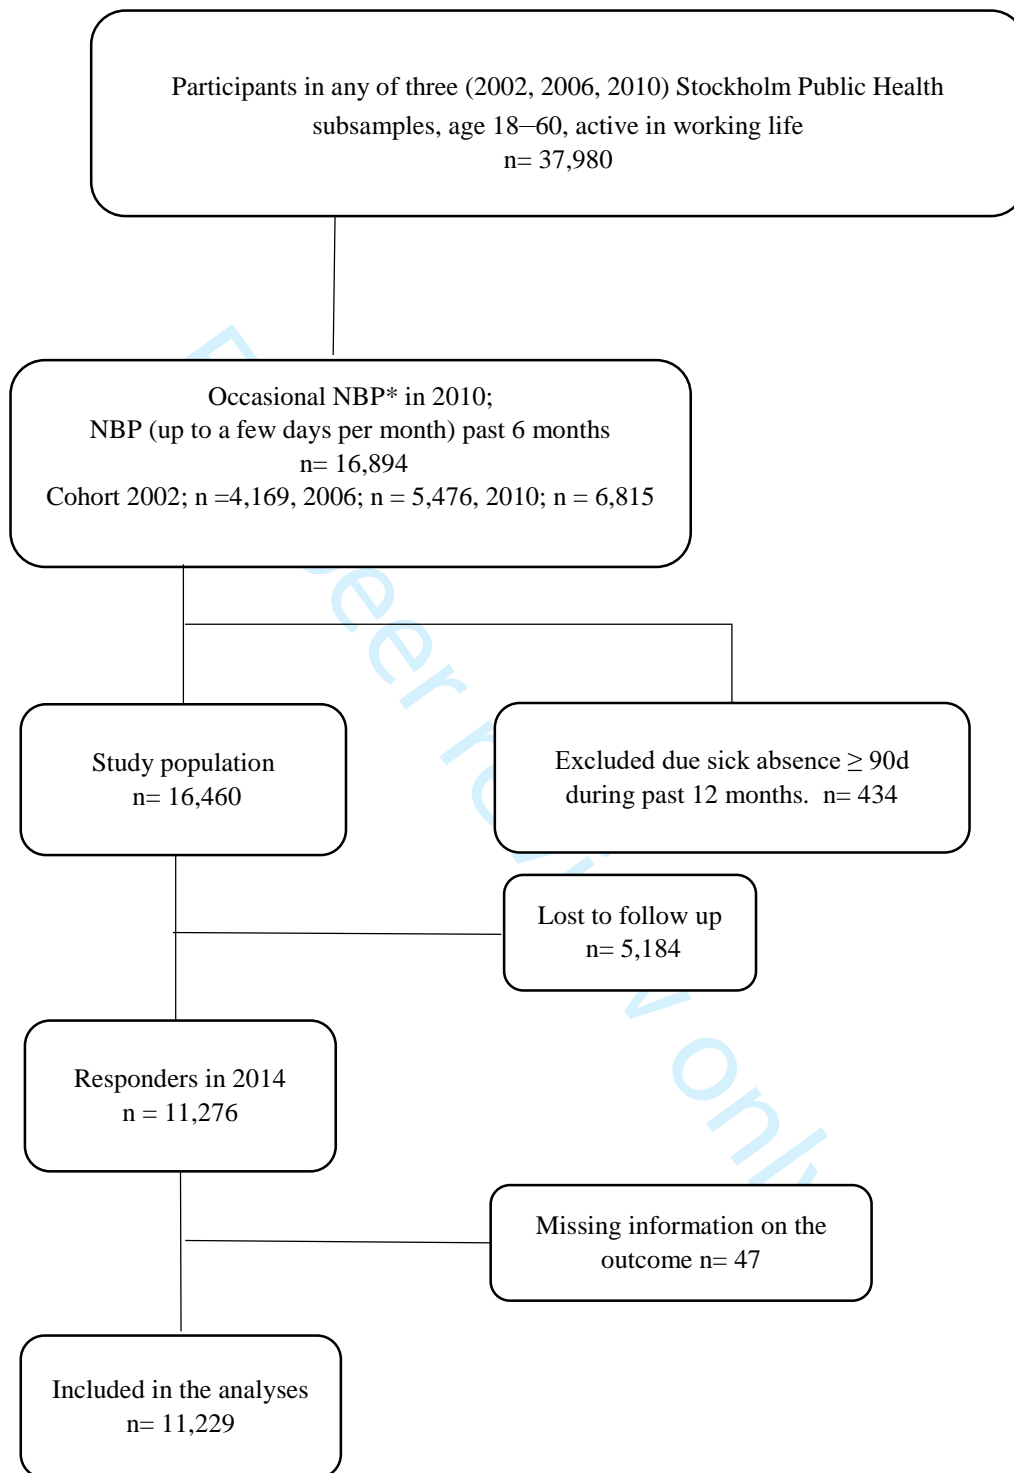 Participants in any of three (2002, 2006, 2010) Stockholm Public Health
subsamples, age 18–60, active in working life
n= 37,980
Occasional NBP* in 2010;
NBP (up to a few days per month) past 6 months
n= 16,894
Cohort 2002; n =4,169, 2006; n = 5,476, 2010; n = 6,815
Study population
n= 16,460
Excluded due sick absence ≥ 90d
during past 12 months.  n= 434
Lost to follow up
n= 5,184
Responders in 2014
n = 11,276
Missing information on the
outcome n= 47
Included in the analyses
n= 11,229